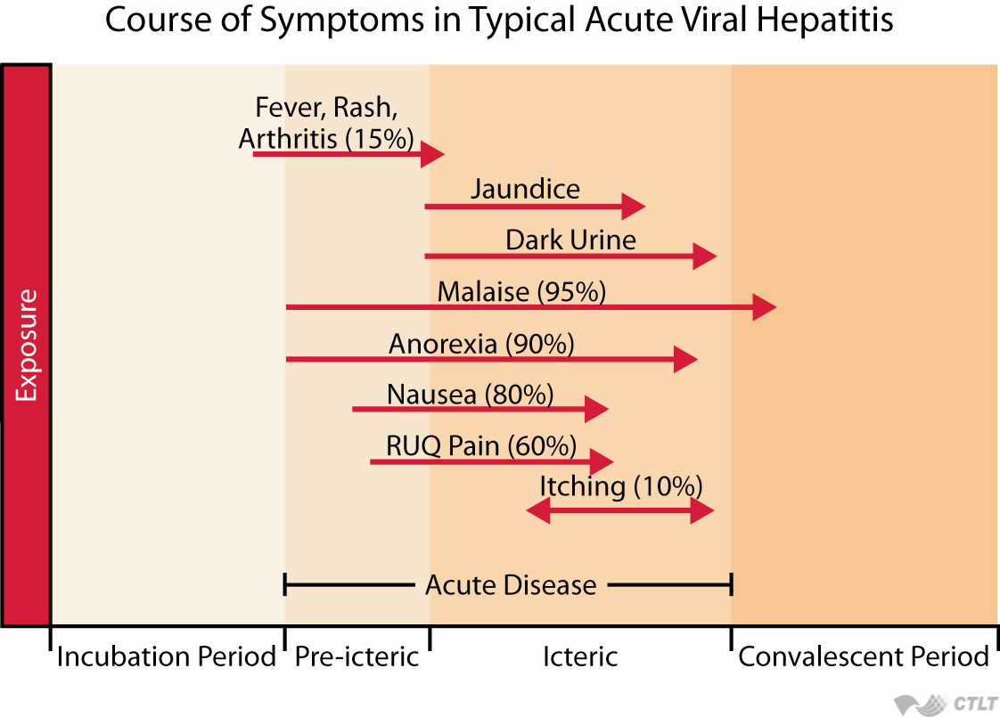 Course of Symptoms in Typical Acute Viral Hepatitis
Exposure
Fever, Rash,
Arthritis (15%)
Jaundice
Dark Urine
Malaise (95%)
Anorexia (90%)
Nausea (80%)
RUQ Pain (60%)
Itching (10%)
Acute Disease
Incubation Period
Pre-icteric
Icteric
Convalescent Period
CTLT